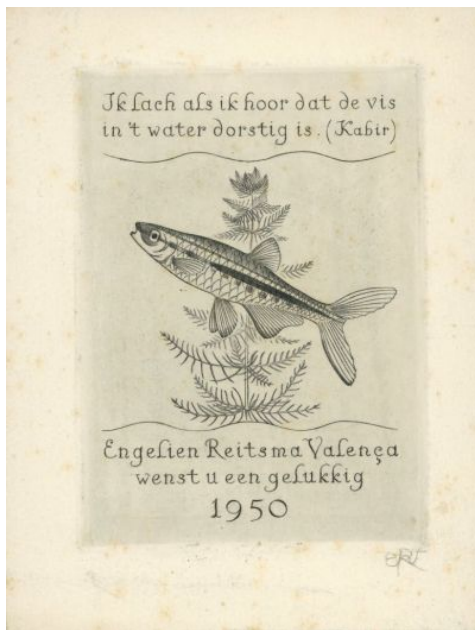 Ik lach als ik hoor dat de vis
in 't water dorstig is. (Kabir)
Engelien Reitsma Valença
wenst u een gelukkig
1950